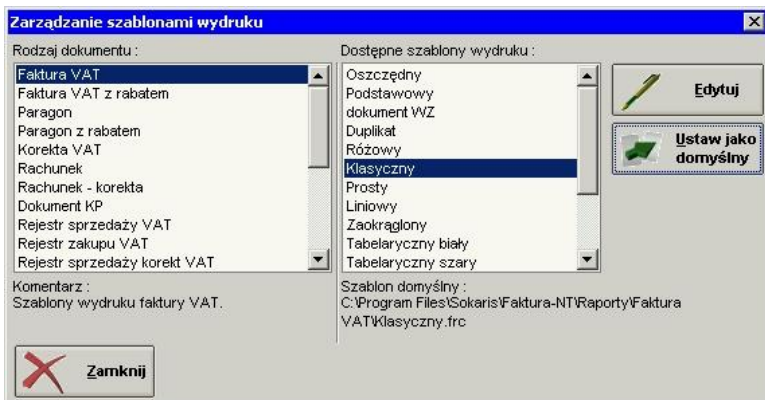 Zarządzanie szablonami wydruku
Rodzaj dokumentu :
Faktura VAT
Faktura VAT z rabatem
Paragon
Paragon z rabatem
Korekta VAT
Rachunek
Rachunek - korekta
Dokument KP
Rejestr sprzedaży VAT
Rejestr zakupu VAT
Rejestr sprzedaży korekt VAT
Komentarz :
Szablony wydruku faktury VAT.
Dostępne szablony wydruku :
Oszczędny
Podstawowy
dokument WZ
Duplikat
Różowy
Klasyczny
Prosty
Liniowy
Zaokrąglony
Tabelaryczny biały
Tabelaryczny szary
Szablon domyślny :
C:\Program Files\Sokaris\Faktura-NT\Raporty\Faktura
VAT\Klasyczny.frc
Edytuj
Ustaw jako
domyślny
Zamknij